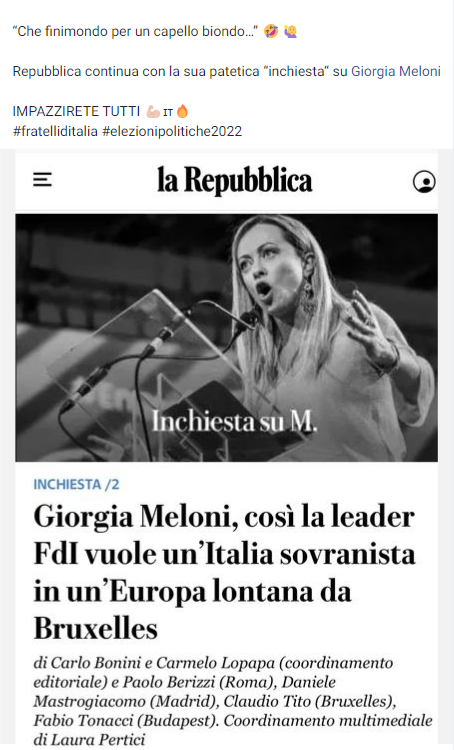 “Che finimondo per un capello biondo…” 🤣 🙋‍♀️
Repubblica continua con la sua patetica “inchiesta” su Giorgia Meloni
IMPAZZIRETE TUTTI 💪🏻 IT🔥
#fratelliditalia #elezionipolitiche2022
la Repubblica
Inchiesta su M.
INCHIESTA /2
Giorgia Meloni, così la leader
FdI vuole un’Italia sovranista
in un’Europa lontana da
Bruxelles
di Carlo Bonini e Carmelo Lopapa (coordinamento
editoriale) e Paolo Berizzi (Roma), Daniele
Mastrogiacomo (Madrid), Claudio Tito (Bruxelles),
Fabio Tonacci (Budapest). Coordinamento multimediale
di Laura Pertici